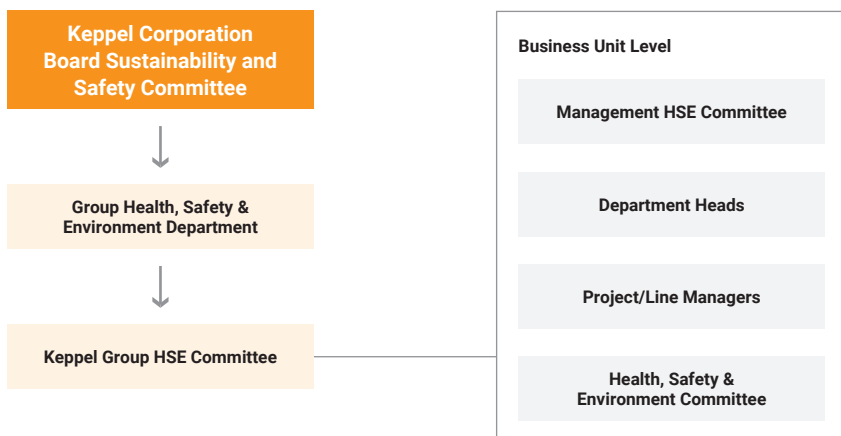 Keppel Corporation
Board Sustainability and
Safety Committee
Group Health, Safety &
Environment Department
Keppel Group HSE Committee
Business Unit Level
Management HSE Committee
Department Heads
Project/Line Managers
Health, Safety &
Environment Committee